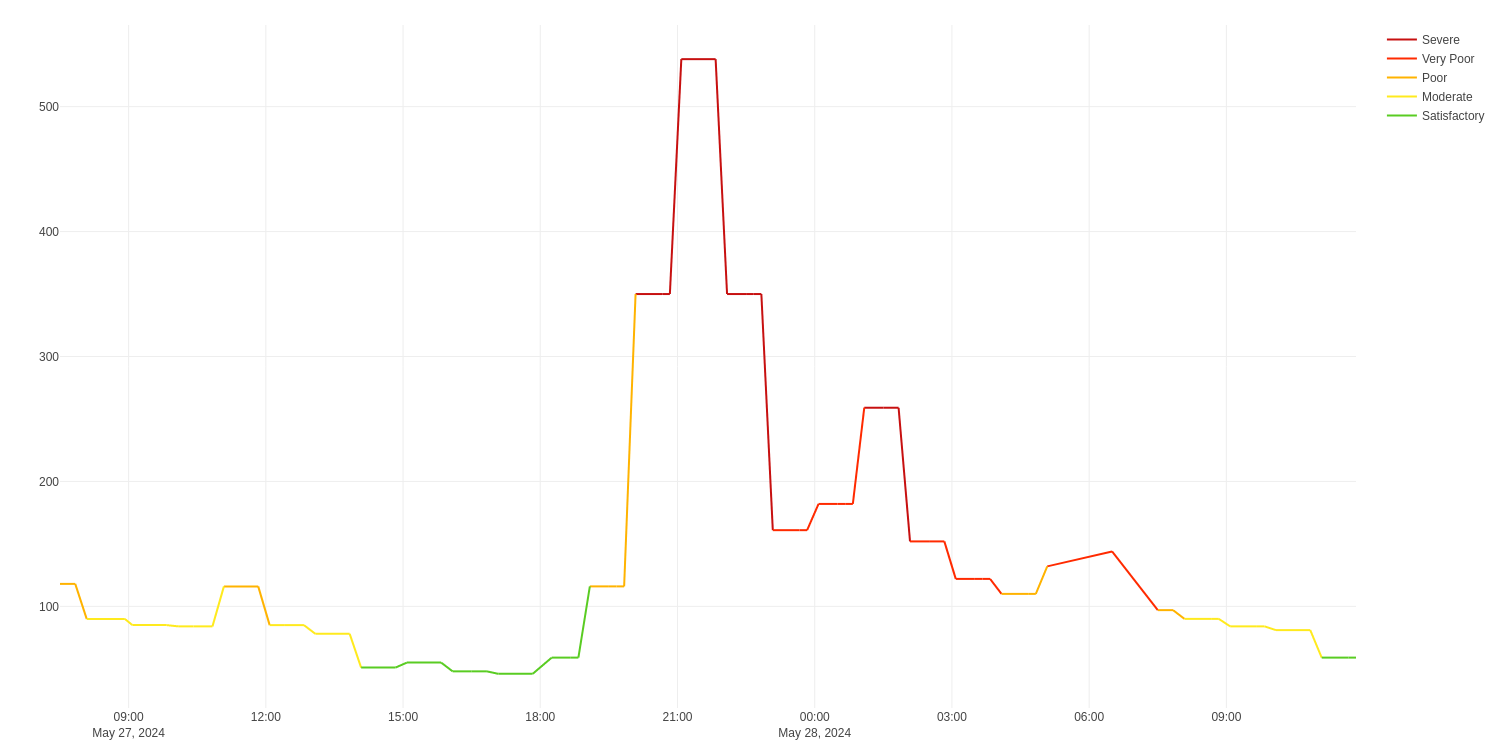 500
400
300
200
100
09:00
May 27, 2024
12:00
15:00
18:00
21:00
00:00
May 28, 2024
03:00
06:00
09:00
Severe
Very Poor
Poor
Moderate
Satisfactory